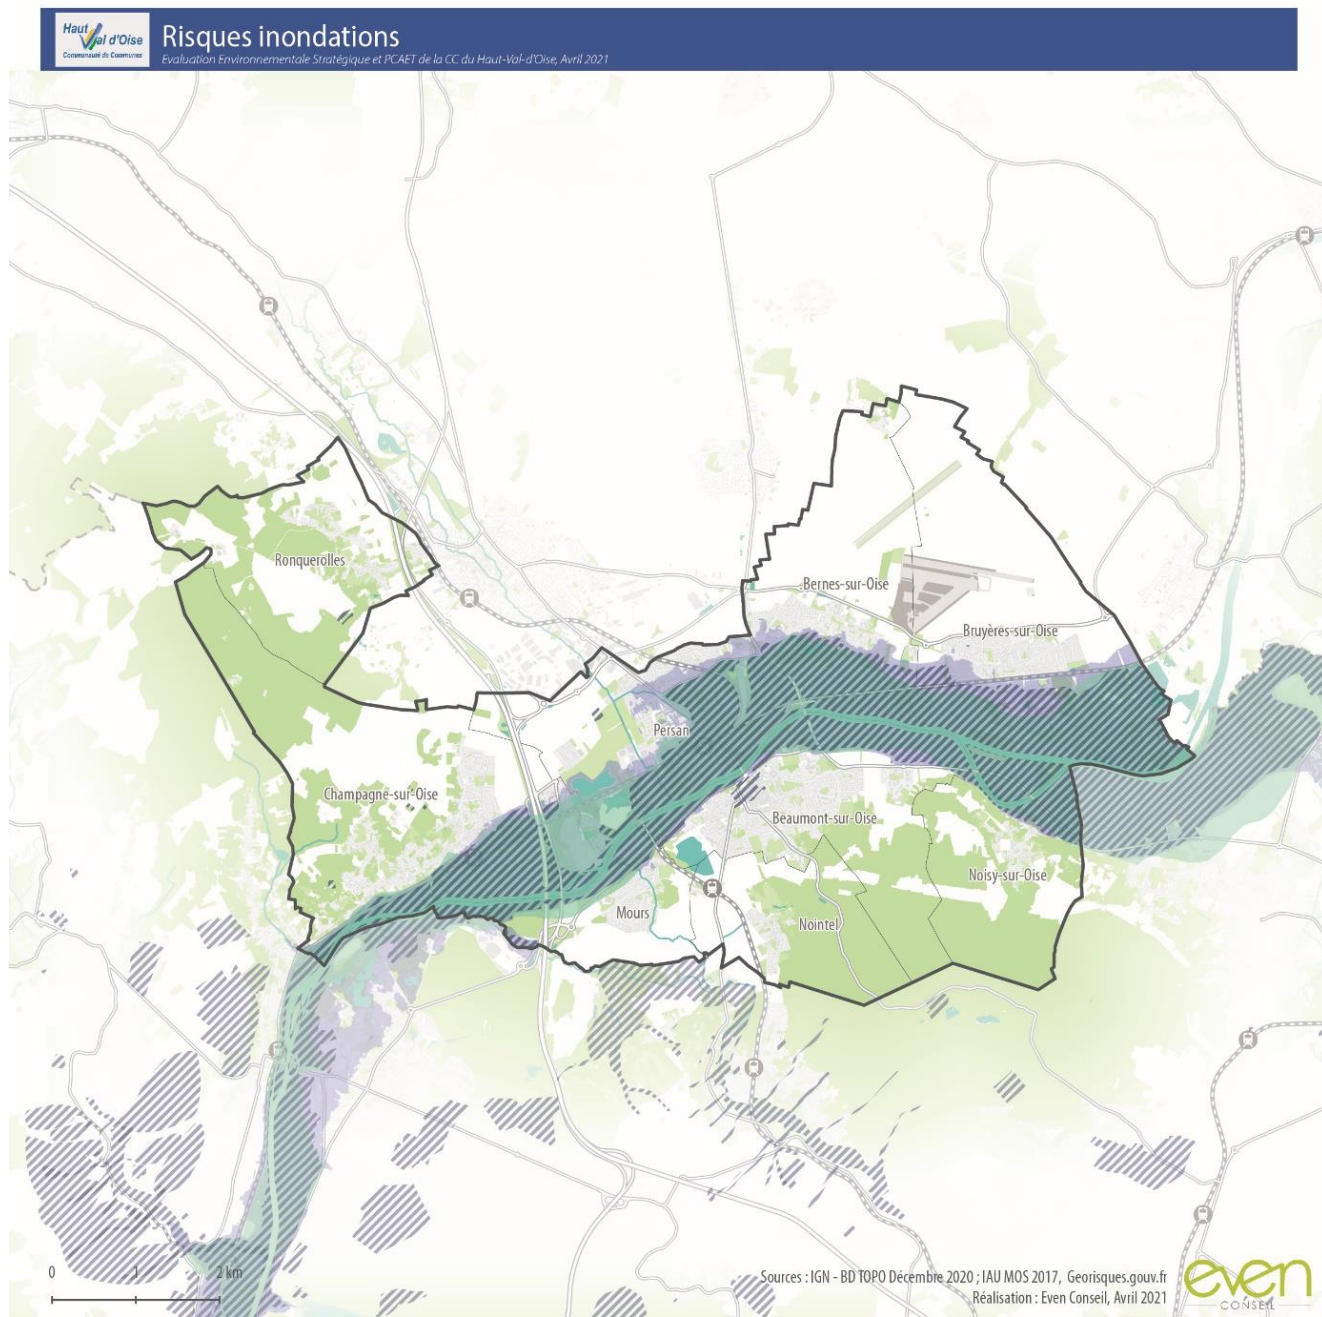 Haut
Val d'Oise
Communauté de Communes
Risques inondations
Evaluation Environnementale Stratégique et PCAET de la CC du Haut-Val-d'Oise, Avril 2021
Ronquerolles
Bernes-sur-Oise
Bruyères-sur-Oise
Persan
Champagne-sur-Oise
Beaumont-sur-Oise
Noisy-sur-Oise
Mours
Nointel
0 1 2 km
Sources : IGN - BD TOPO Décembre 2020 ; IAU MOS 2017, Georisques.gouv.fr
Réalisation : Even Conseil, Avril 2021
even
CONSEIL